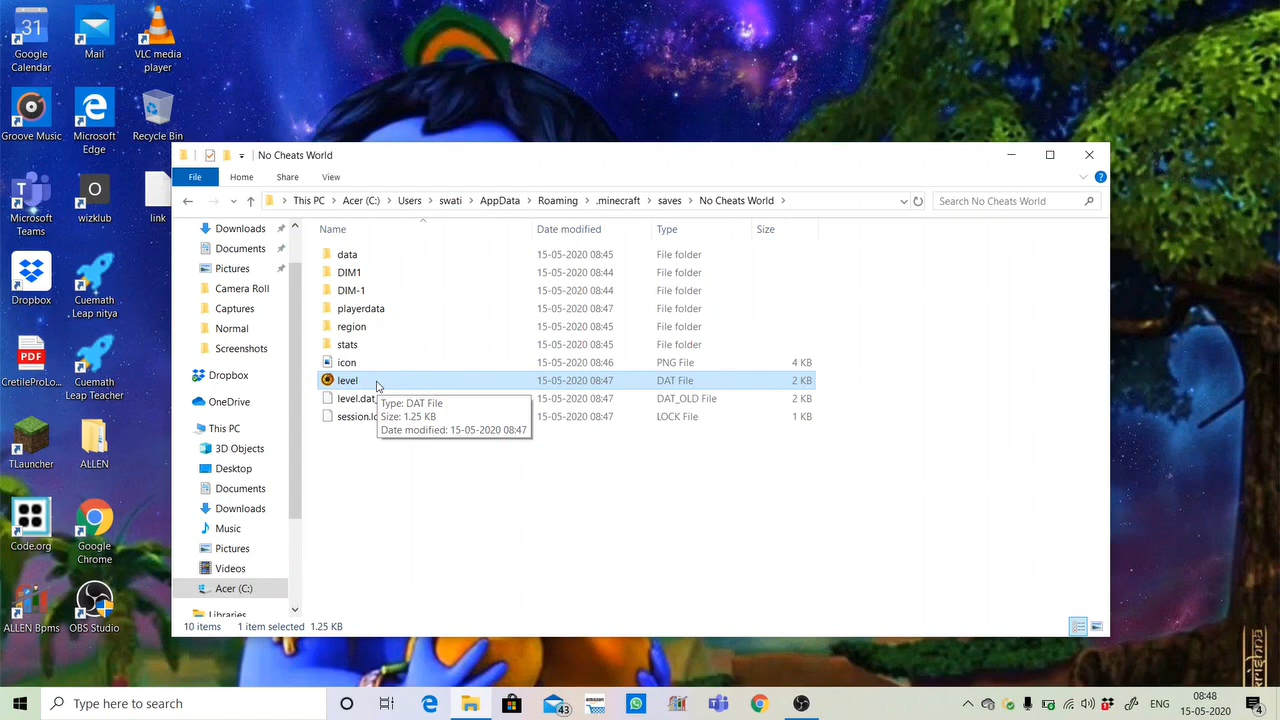 31
Google
Calendar
Mail
VLC media
player
Groove Music
Microsoft
Edge
Recycle Bin
Microsoft
Teams
O
wizklub
link
Dropbox
Cuemath
Leap nitya
PDF
CretileProLo...
Cuemath
Leap Teacher
TLauncher
ALLEN
Code.org
Google
Chrome
ALLEN Bpms
OBS Studio
No Cheats World
File
Home
Share
View
This PC
Acer (C:)
Users
swati
AppData
Roaming
.minecraft
saves
No Cheats World
Search No Cheats World
Downloads
Documents
Pictures
Camera Roll
Captures
Normal
Screenshots
Dropbox
OneDrive
This PC
3D Objects
Desktop
Documents
Downloads
Music
Pictures
Videos
Acer (C:)
Libraries
Name Date modified Type Size
data 15-05-2020 08:45 File folder
DIM1 15-05-2020 08:44 File folder
DIM-1 15-05-2020 08:44 File folder
playerdata 15-05-2020 08:47 File folder
region 15-05-2020 08:45 File folder
stats 15-05-2020 08:45 File folder
icon 15-05-2020 08:46 PNG File 4 KB
level 15-05-2020 08:47 DAT File 2 KB
level.dat_ 15-05-2020 08:47 DAT_OLD File 2 KB
session.lo 15-05-2020 08:47 LOCK File 1 KB
Type: DAT File
Size: 1.25 KB
Date modified: 15-05-2020 08:47
10 items 1 item selected 1.25 KB
krishna
Type here to search
43
amazon
ENG
08:48
15-05-2020
4